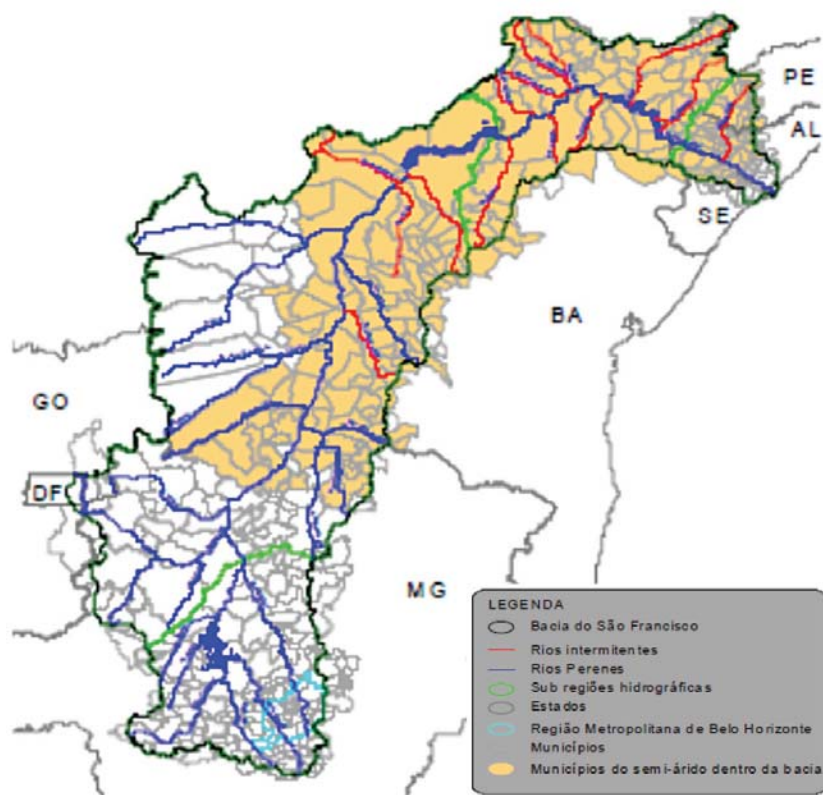 PE
AL
SE
BA
GO
DF
MG
LEGENDA
Bacia do São Francisco
Rios intermitentes
Rios Perenes
Sub regiões hidrográficas
Estados
Região Metropolitana de Belo Horizonte
Municípios
Municípios do semi-árido dentro da bacia